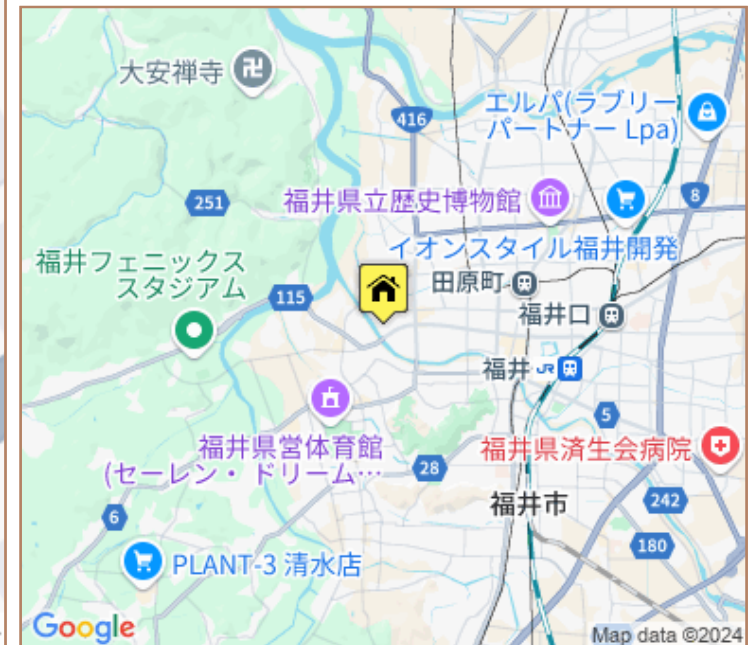 大安禅寺
416
エルパ(ラブリー
パートナー Lpa)
8
251
福井県立歴史博物館
イオンスタイル福井開発
福井フェニックス
スタジアム
115
田原町
福井口
福井
JR
5
福井県営体育館
(セーレン・ドリーム…
28
福井県済生会病院
6
福井市
242
180
PLANT-3 清水店
Google
Map data ©2024